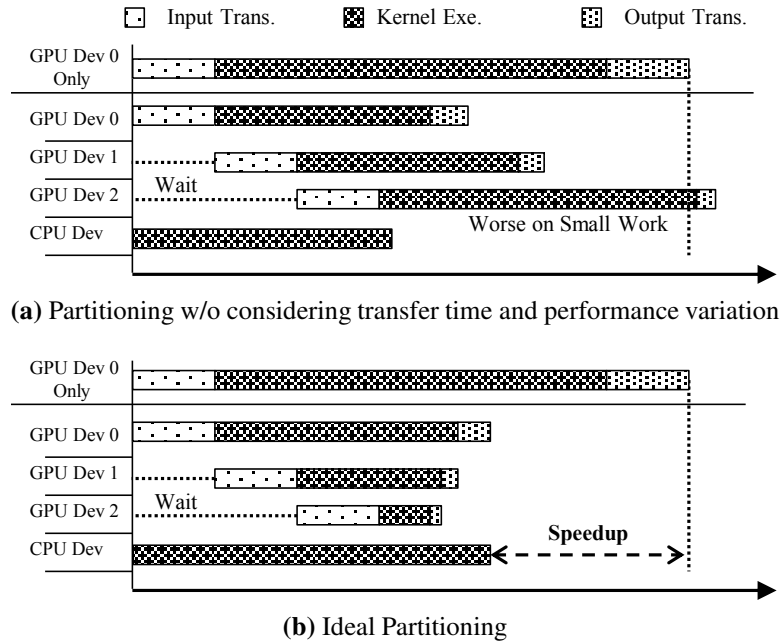 Input Trans. Kernel Exe. Output Trans.
GPU Dev 0
Only
GPU Dev 0
GPU Dev 1
Wait
GPU Dev 2
Worse on Small Work
CPU Dev
(a) Partitioning w/o considering transfer time and performance variation
GPU Dev 0
Only
GPU Dev 0
GPU Dev 1
Wait
GPU Dev 2
Speedup
CPU Dev
(b) Ideal Partitioning